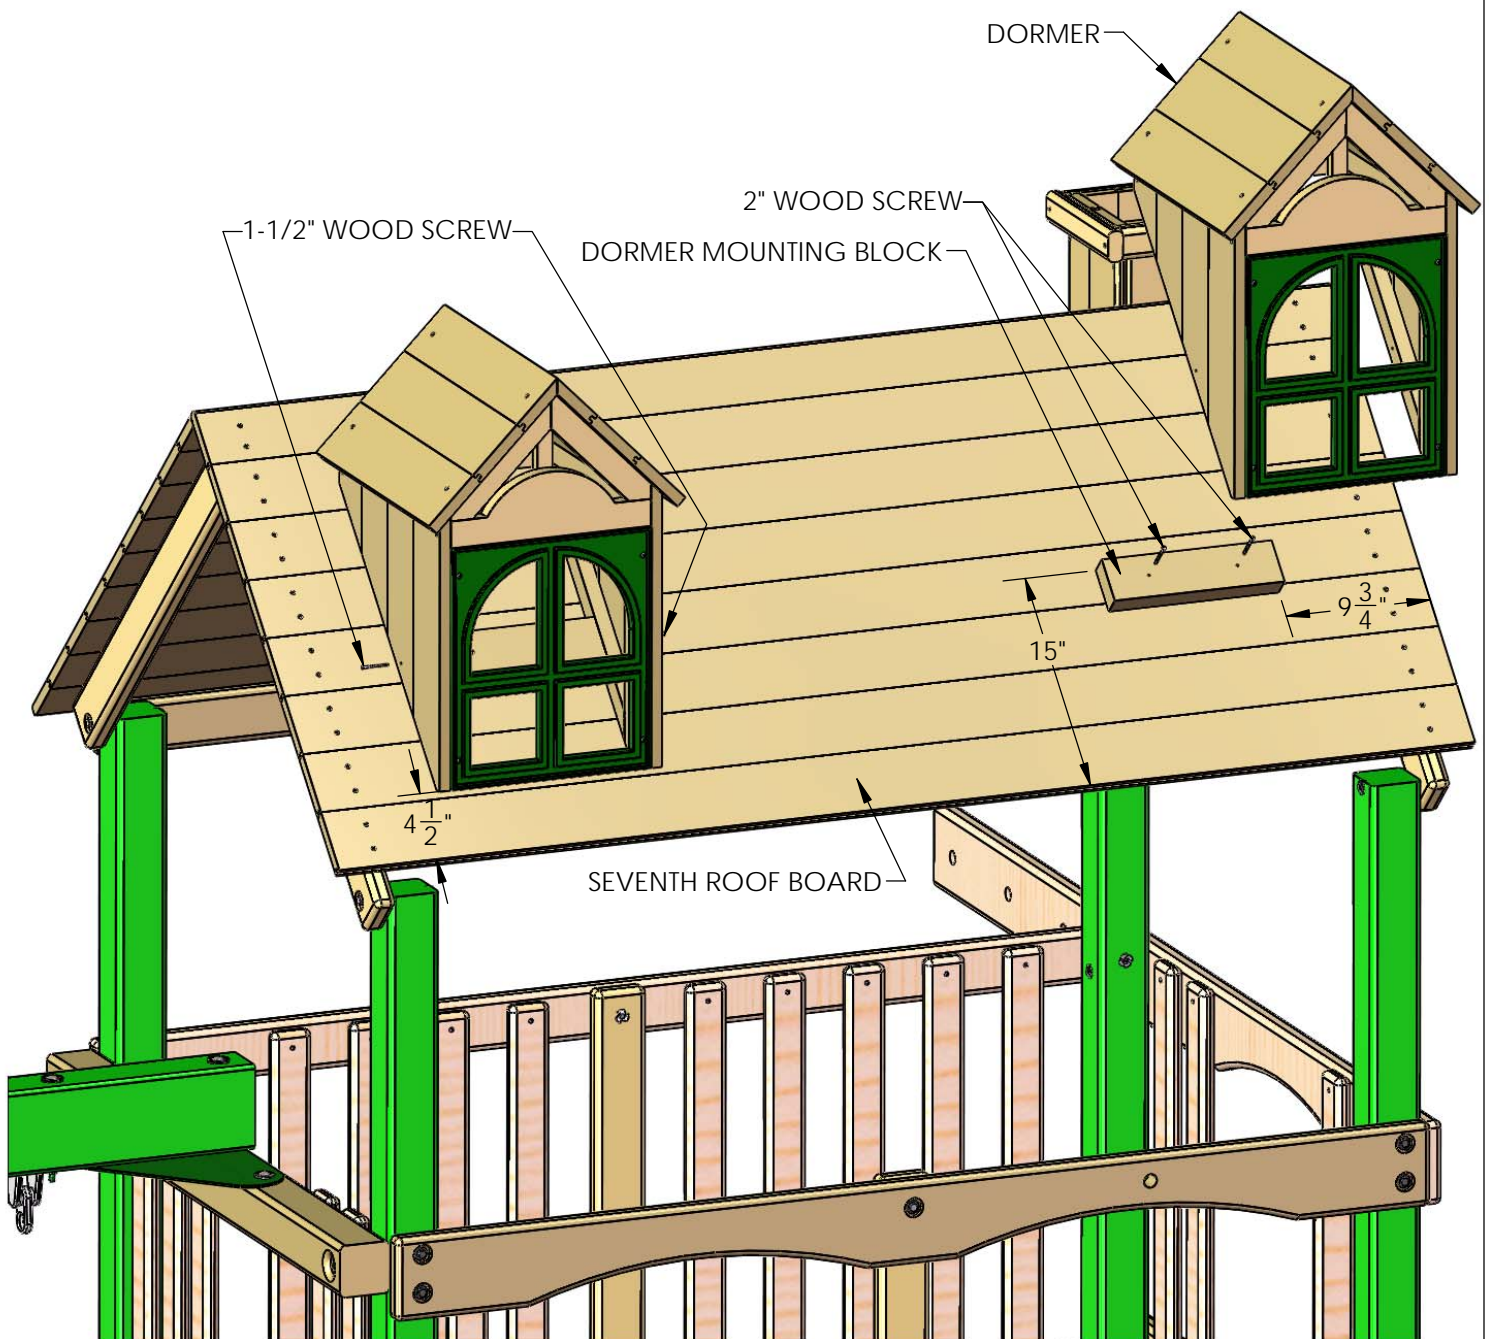 DORMER
2" WOOD SCREW
1-1/2" WOOD SCREW
DORMER MOUNTING BLOCK
9 3/4"
15"
4 1/2"
SEVENTH ROOF BOARD